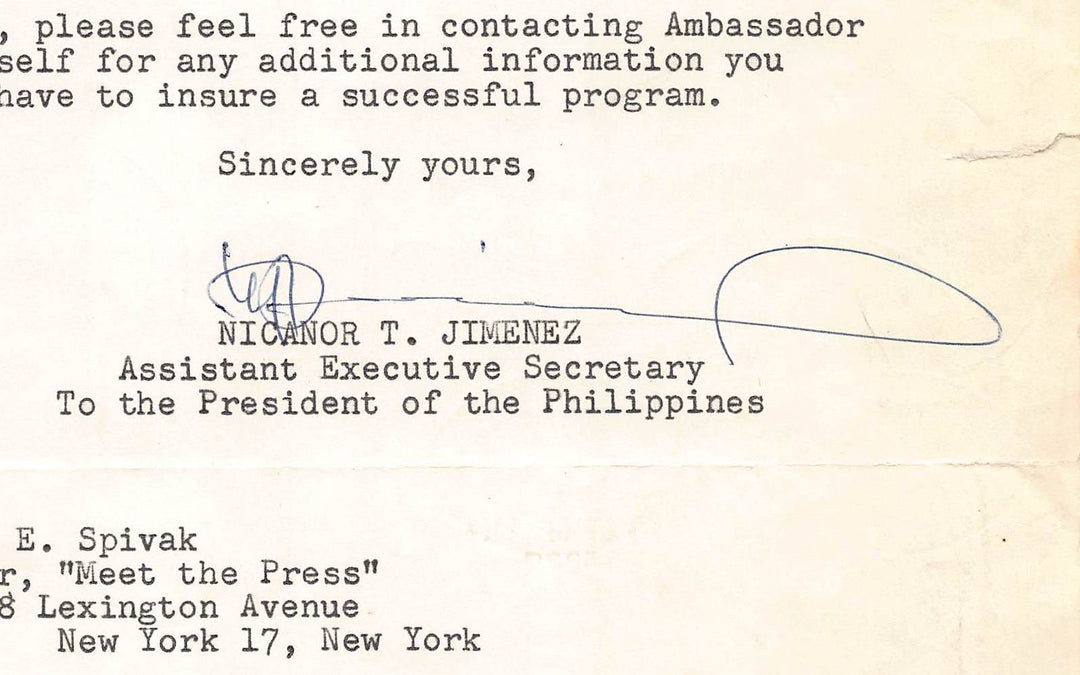 , please feel free in contacting Ambassador
self for any additional information you
have to insure a successful program.
Sincerely yours,
NICANOR T. JIMENEZ
Assistant Executive Secretary
To the President of the Philippines
E. Spivak
r, "Meet the Press"
8 Lexington Avenue
New York 17, New York